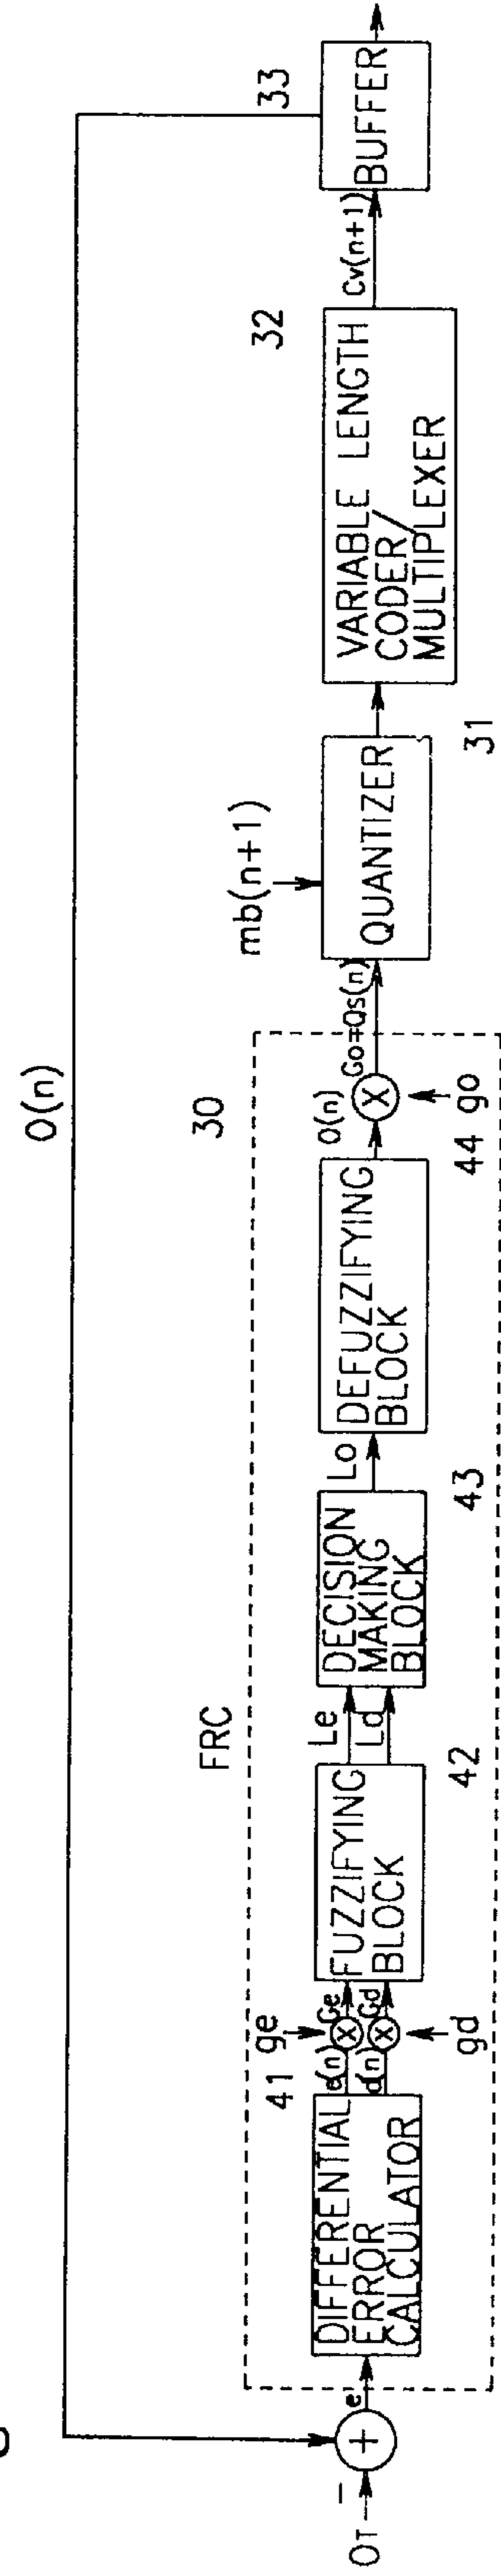 O(n)
30
FRC
OT
−
+
e
DIFFERENTIAL
ERROR
CALCULATOR
41
ge
e(n)
X
Ge
d(n)
X
Gd
gd
FUZZIFYING
BLOCK
42
Le
Ld
DECISION
MAKING
BLOCK
43
Lo
DEFUZZIFYING
BLOCK
O(n)
X
44
go
Go=Qs(n)
mb(n+1)
QUANTIZER
31
VARIABLE LENGTH
CODER/
MULTIPLEXER
32
Cv(n+1)
BUFFER
33